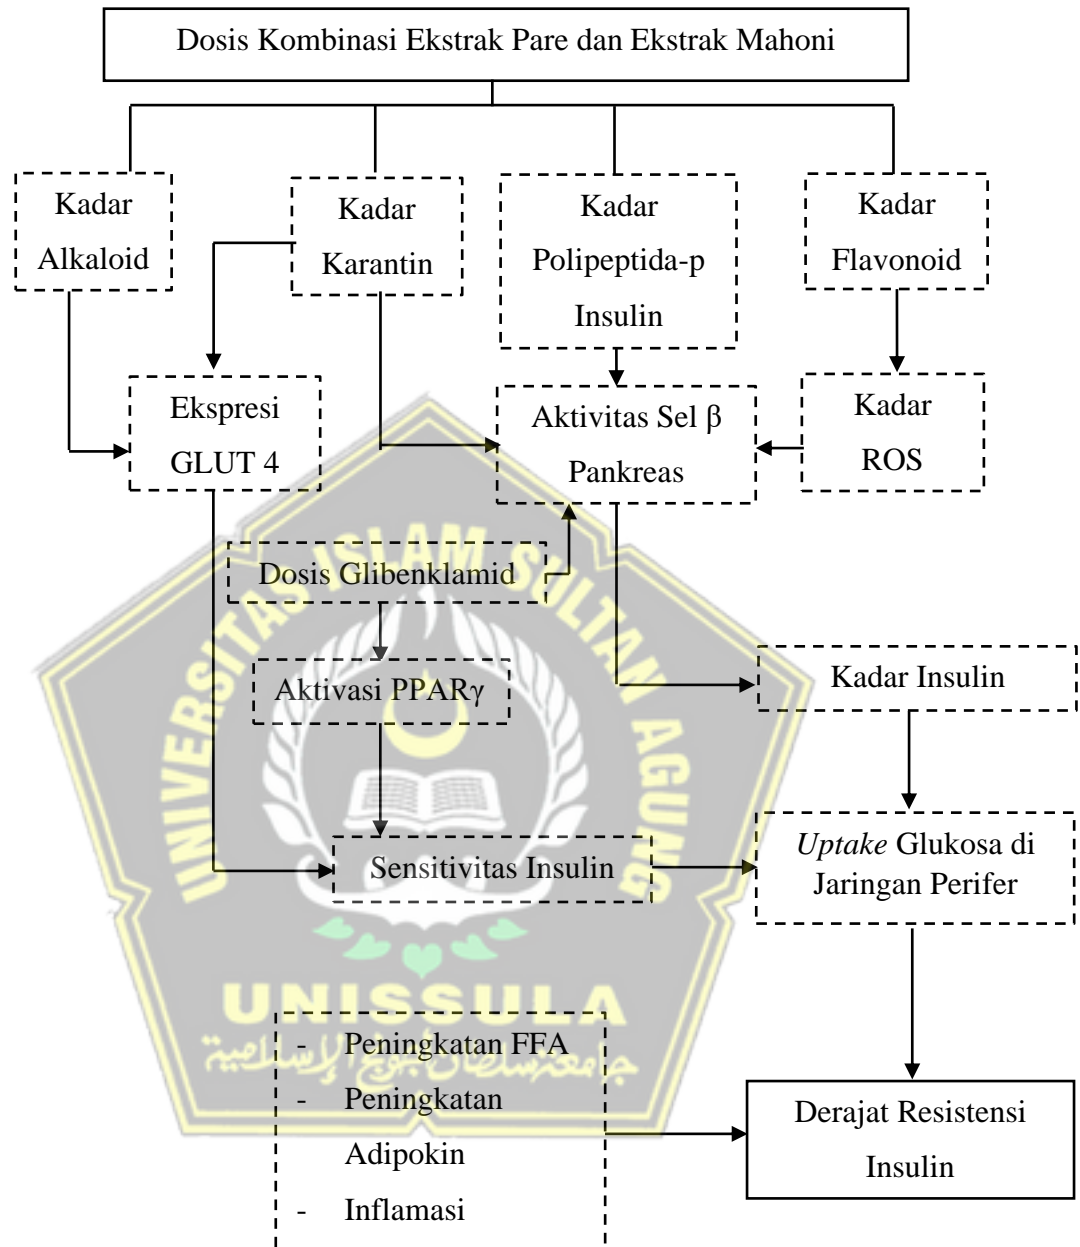 Dosis Kombinasi Ekstrak Pare dan Ekstrak Mahoni
Kadar
Alkaloid
Kadar
Karantin
Kadar
Polipeptida-p
Insulin
Kadar
Flavonoid
Ekspresi
GLUT 4
Aktivitas Sel β
Pankreas
Kadar
ROS
Dosis Glibenklamid
Aktivasi PPARγ
Kadar Insulin
Sensitivitas Insulin
Uptake Glukosa di
Jaringan Perifer
- Peningkatan FFA
- Peningkatan
Adipokin
- Inflamasi
Derajat Resistensi
Insulin
UNIVERSITAS ISLAM SULTAN AGUNG
UNISSULA
جامعة سلطان أجونج الإسلامية